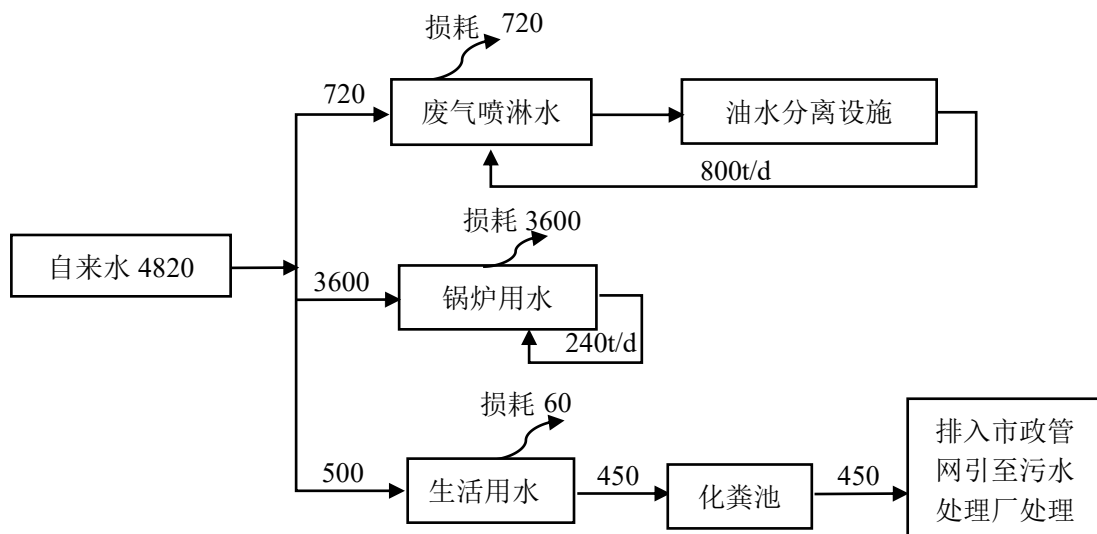 损耗 720
720
废气喷淋水
油水分离设施
800t/d
损耗 3600
自来水 4820
3600
锅炉用水
240t/d
损耗 60
500
生活用水
450
化粪池
450
排入市政管
网引至污水
处理厂处理